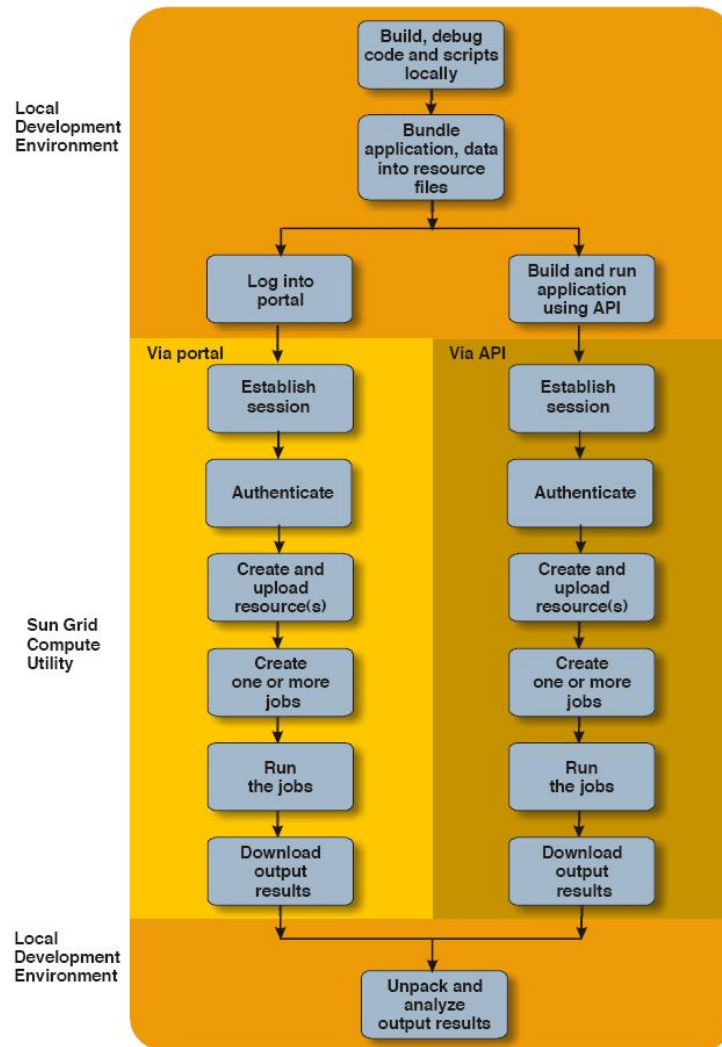 Build, debug
code and scripts
locally
Local
Development
Environment
Bundle
application, data
into resource
files
Log into
portal
Build and run
application
using API
Via portal
Via API
Establish
session
Establish
session
Authenticate
Authenticate
Create and
upload
resource(s)
Create and
upload
resource(s)
Sun Grid
Compute
Utility
Create
one or more
jobs
Create
one or more
jobs
Run
the jobs
Run
the jobs
Download
output
results
Download
output
results
Local
Development
Environment
Unpack and
analyze
output results